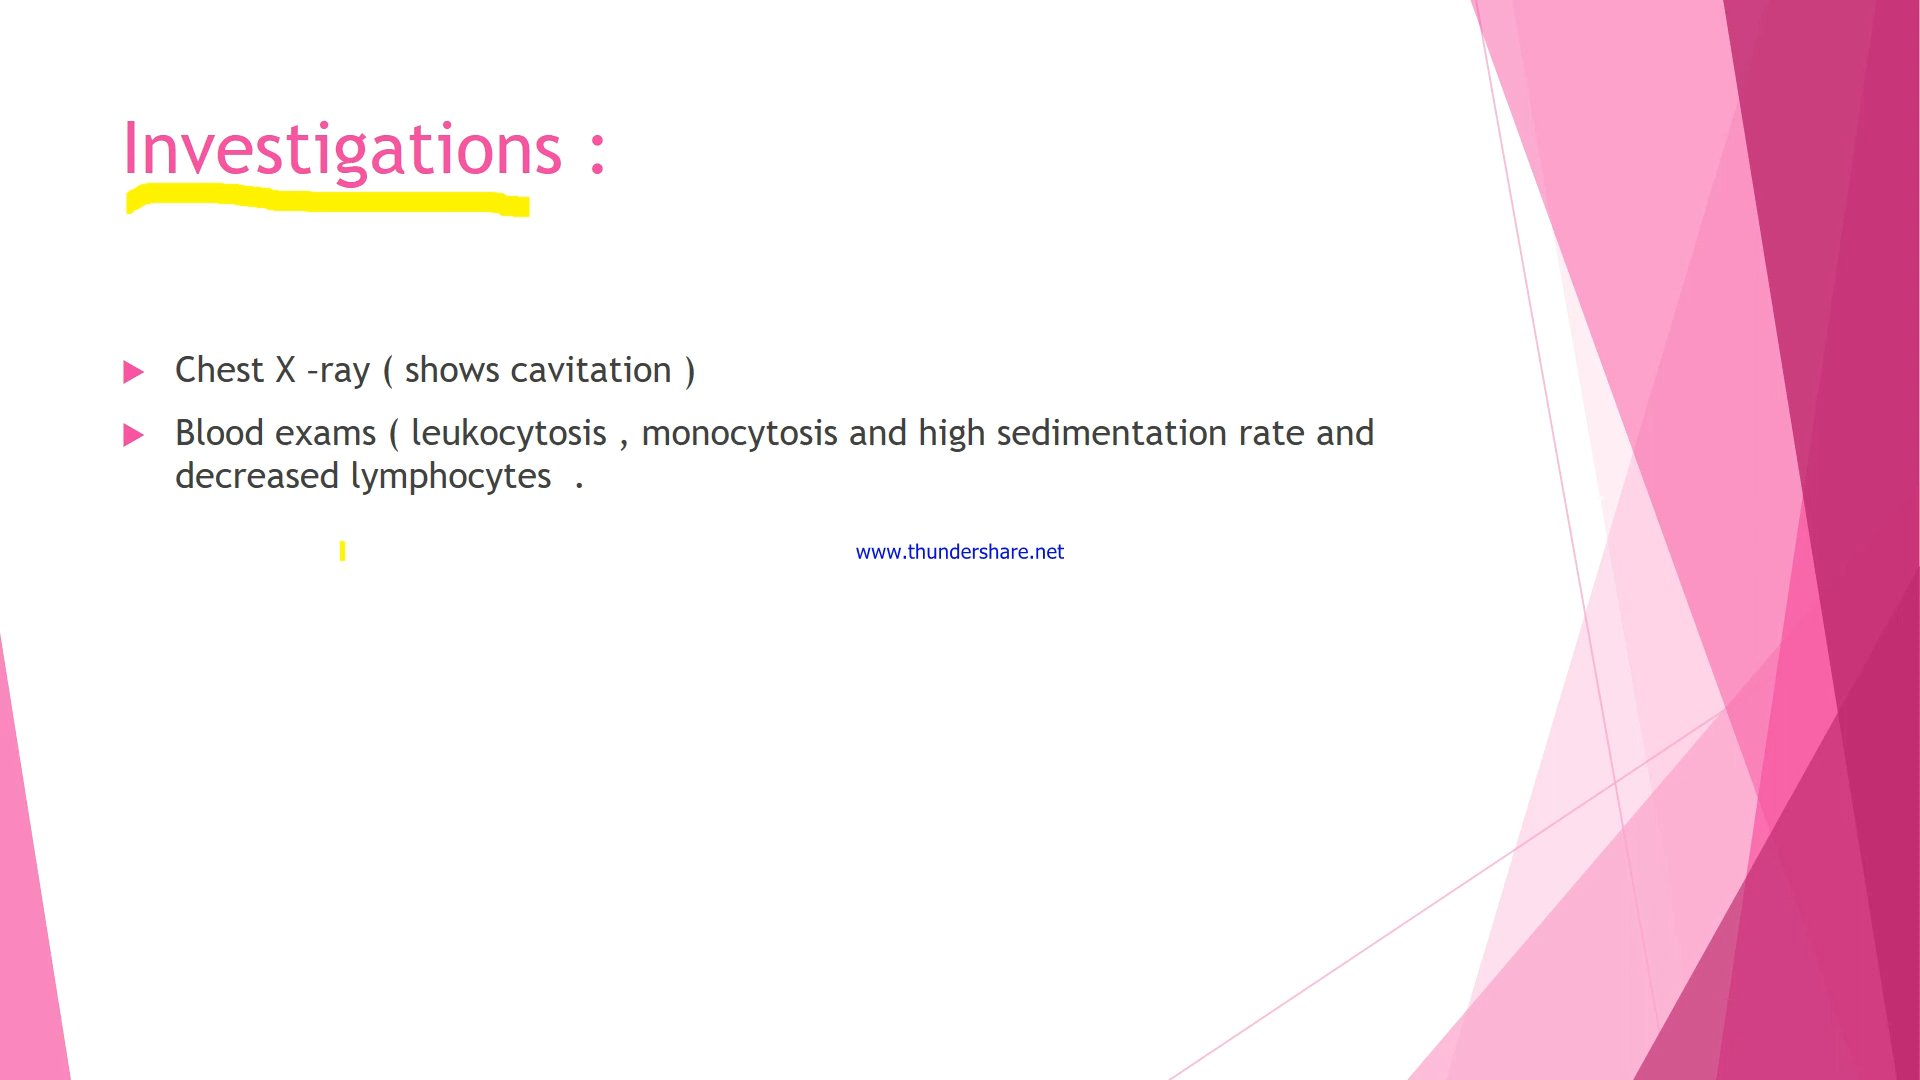 Investigations :
Chest X –ray ( shows cavitation )
Blood exams ( leukocytosis , monocytosis and high sedimentation rate and
decreased lymphocytes  .
www.thundershare.net